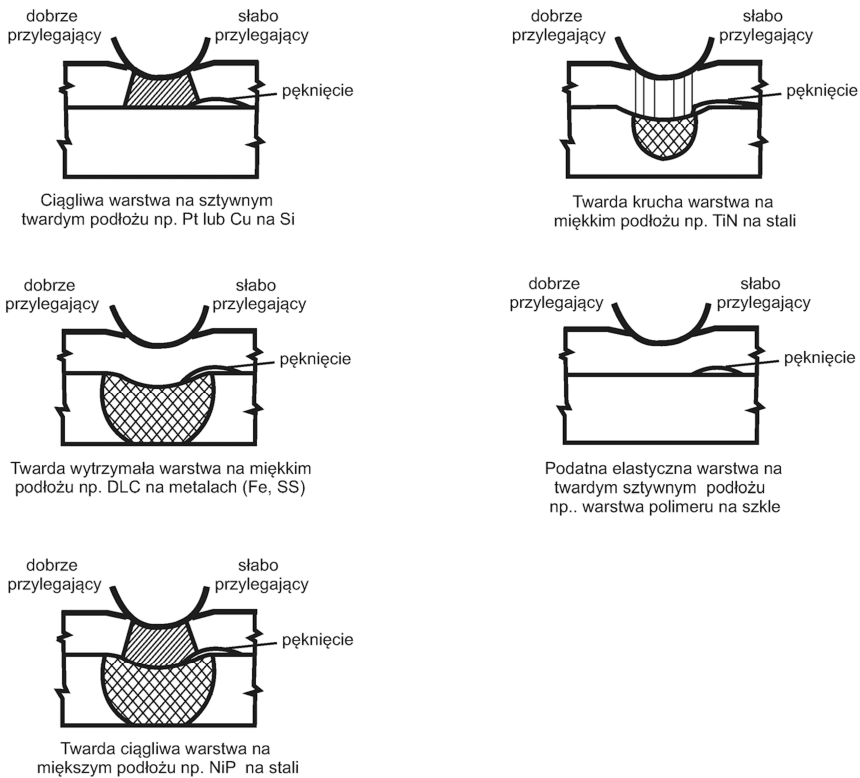 dobrze
przylegający
słabo
przylegający
pęknięcie
Ciągliwa warstwa na sztywnym
twardym podłożu np. Pt lub Cu na Si
dobrze
przylegający
słabo
przylegający
pęknięcie
Twarda krucha warstwa na
miękkim podłożu np. TiN na stali
dobrze
przylegający
słabo
przylegający
pęknięcie
Twarda wytrzymała warstwa na miękkim
podłożu np. DLC na metalach (Fe, SS)
dobrze
przylegający
słabo
przylegający
pęknięcie
Podatna elastyczna warstwa na
twardym sztywnym podłożu
np.. warstwa polimeru na szkle
dobrze
przylegający
słabo
przylegający
pęknięcie
Twarda ciągliwa warstwa na
miększym podłożu np. NiP na stali